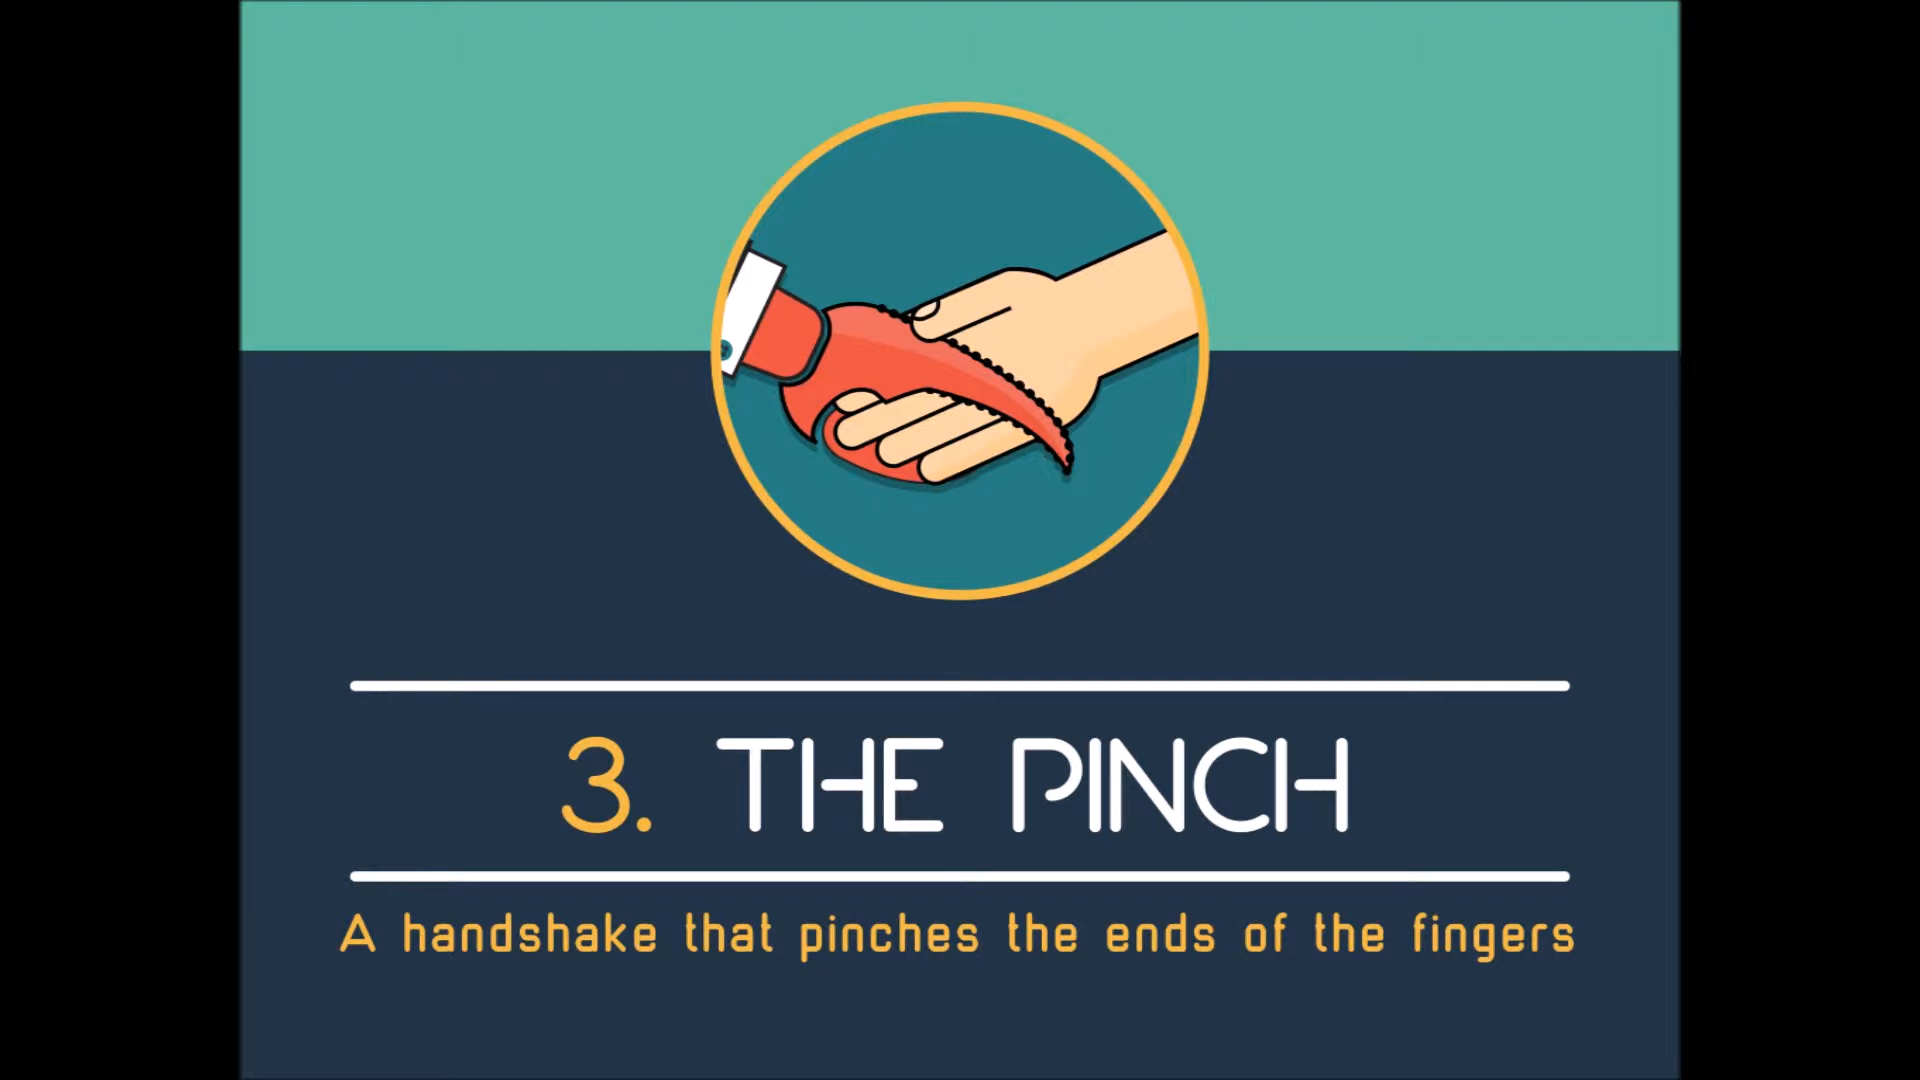 3. THE PINCH
A handshake that pinches the ends of the fingers